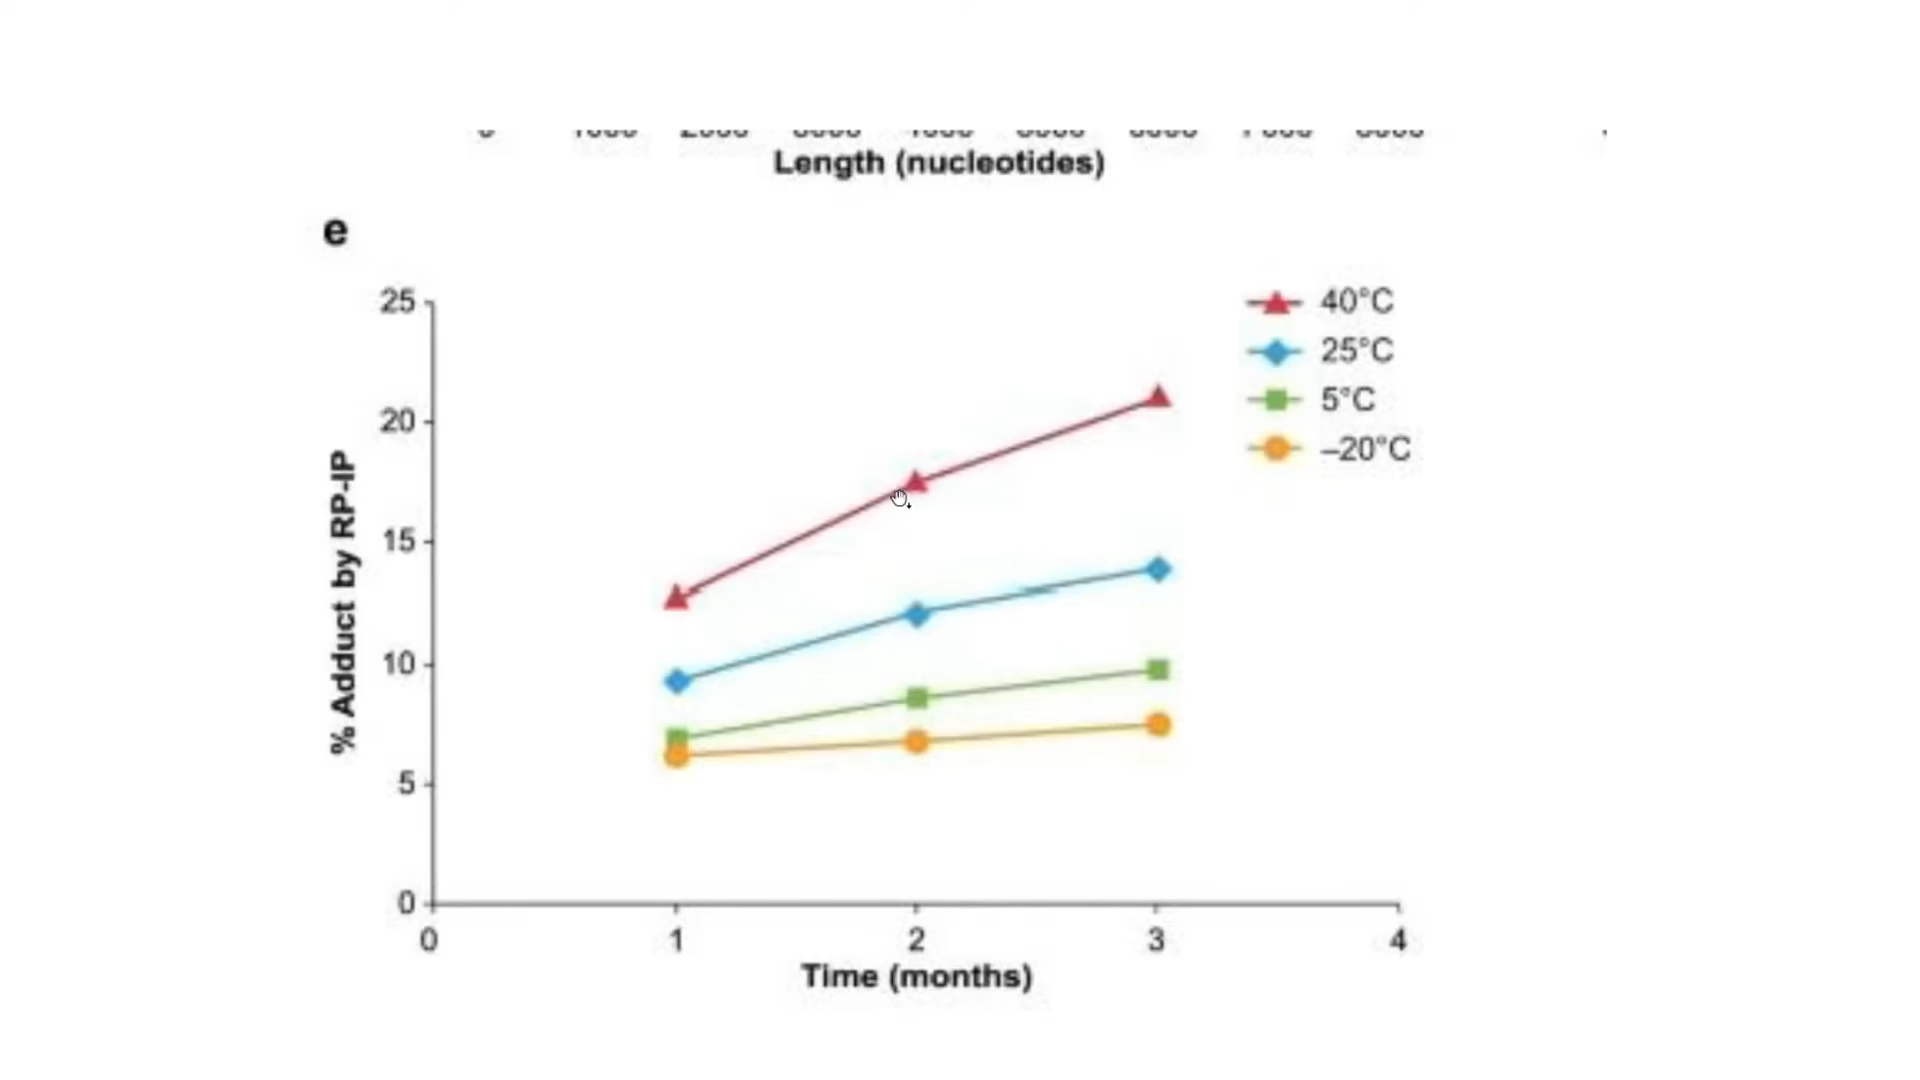 Length (nucleotides)
e
25
20
15
10
5
0
% Adduct by RP-IP
40°C
25°C
5°C
–20°C
0 1 2 3 4
Time (months)